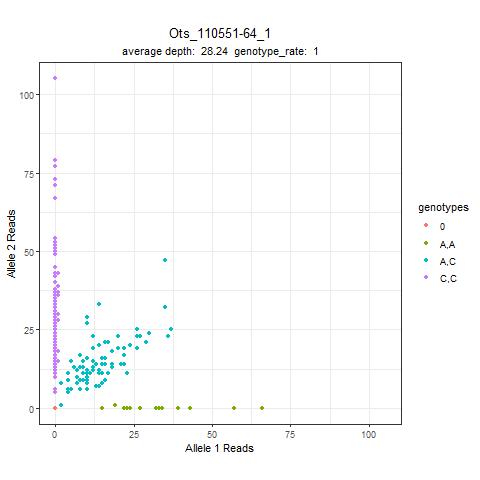 Ots_110551-64_1
average depth:  28.24  genotype_rate:  1
Allele 2 Reads
100
75
50
25
0
0 25 50 75 100
Allele 1 Reads
genotypes
0
A,A
A,C
C,C